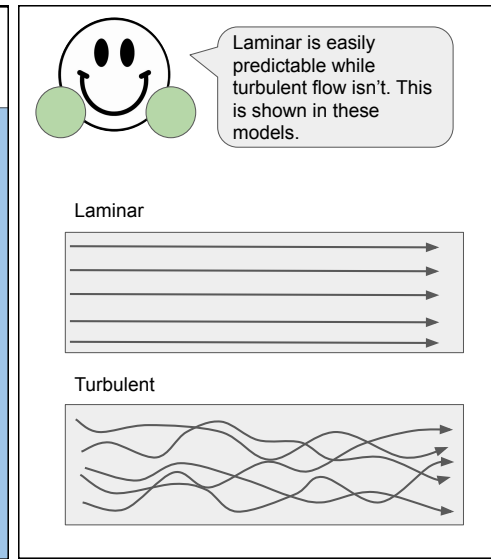 Laminar is easily
predictable while
turbulent flow isn't. This
is shown in these
models.
Laminar
Turbulent